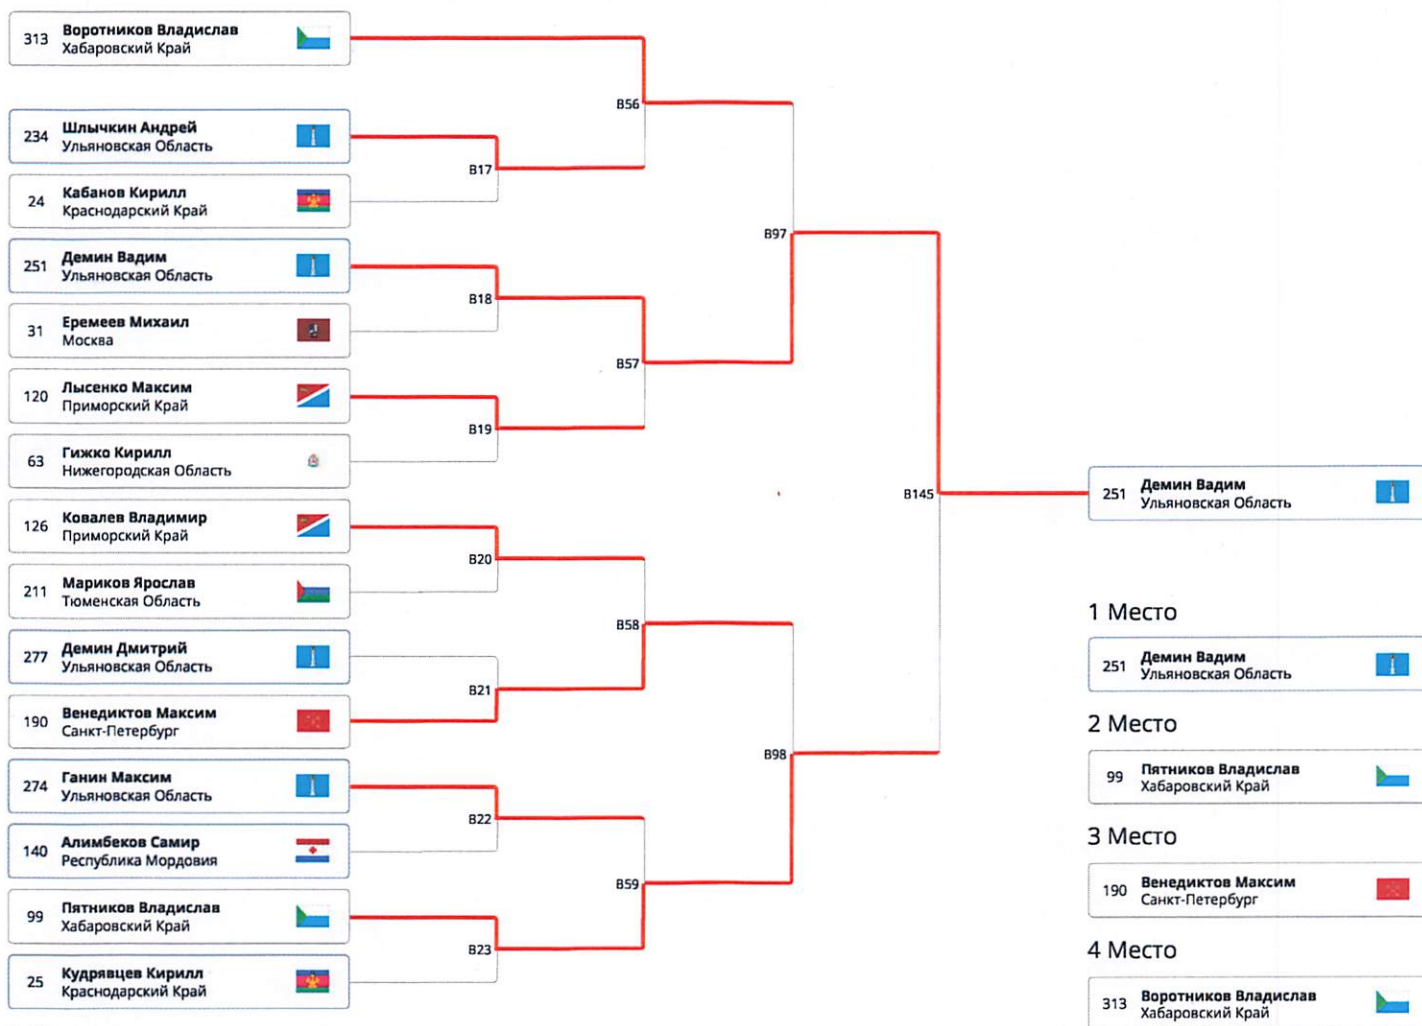 313 Воротников Владислав
Хабаровский Край
B56
234 Шлычкин Андрей
Ульяновская Область
B17
24 Кабанов Кирилл
Краснодарский Край
B97
251 Демин Вадим
Ульяновская Область
B18
31 Еремеев Михаил
Москва
B57
120 Лысенко Максим
Приморский Край
B19
63 Гижко Кирилл
Нижегородская Область
B145
251 Демин Вадим
Ульяновская Область
126 Ковалев Владимир
Приморский Край
B20
211 Мариков Ярослав
Тюменская Область
B58
277 Демин Дмитрий
Ульяновская Область
B21
190 Венедиктов Максим
Санкт-Петербург
B98
274 Ганин Максим
Ульяновская Область
B22
140 Алимбеков Самир
Республика Мордовия
B59
99 Пятников Владислав
Хабаровский Край
B23
25 Кудрявцев Кирилл
Краснодарский Край
1 Место
251 Демин Вадим
Ульяновская Область
2 Место
99 Пятников Владислав
Хабаровский Край
3 Место
190 Венедиктов Максим
Санкт-Петербург
4 Место
313 Воротников Владислав
Хабаровский Край